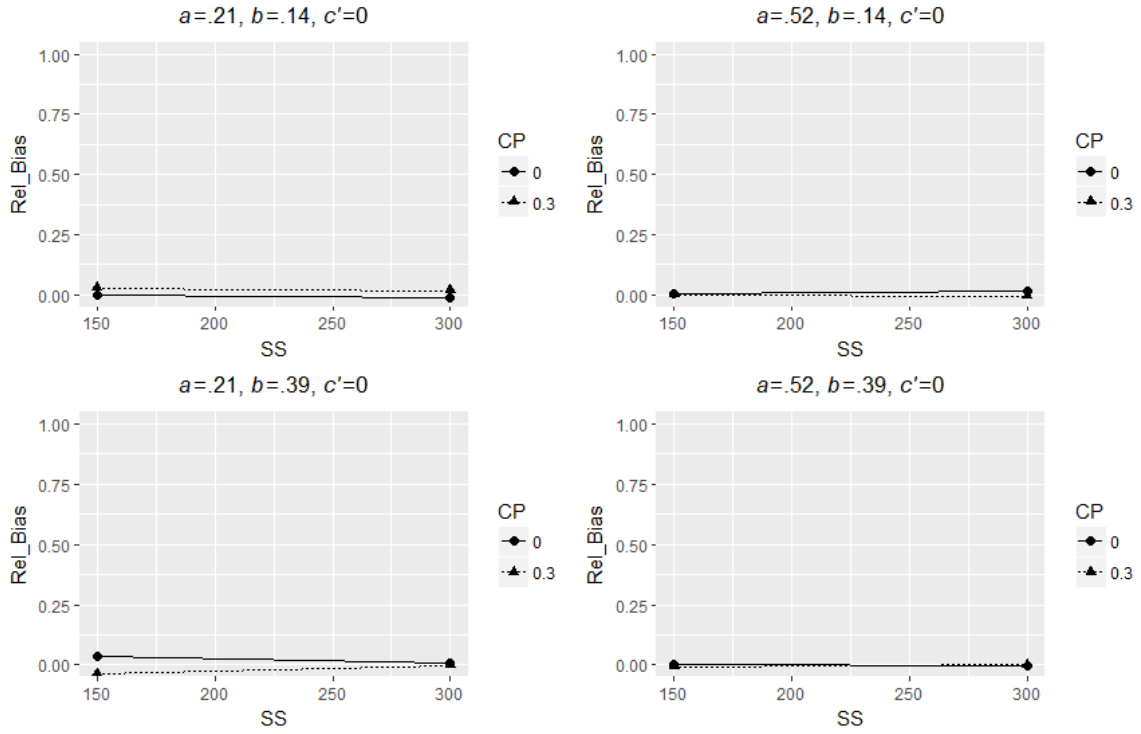 a=.21, b=.14, c'=0
1.00
0.75
0.50
0.25
0.00
Rel_Bias
150 200 250 300
SS
CP
0
0.3
a=.52, b=.14, c'=0
1.00
0.75
0.50
0.25
0.00
Rel_Bias
150 200 250 300
SS
CP
0
0.3
a=.21, b=.39, c'=0
1.00
0.75
0.50
0.25
0.00
Rel_Bias
150 200 250 300
SS
CP
0
0.3
a=.52, b=.39, c'=0
1.00
0.75
0.50
0.25
0.00
Rel_Bias
150 200 250 300
SS
CP
0
0.3